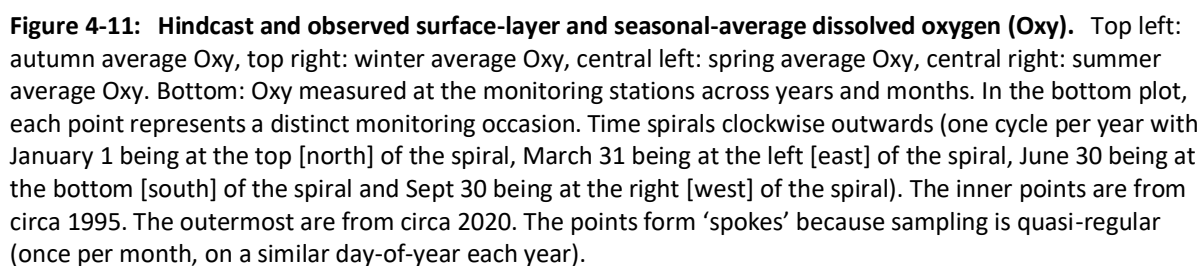 Figure 4-11: Hindcast and observed surface-layer and seasonal-average dissolved oxygen (Oxy). Top left:
autumn average Oxy, top right: winter average Oxy, central left: spring average Oxy, central right: summer
average Oxy. Bottom: Oxy measured at the monitoring stations across years and months. In the bottom plot,
each point represents a distinct monitoring occasion. Time spirals clockwise outwards (one cycle per year with
January 1 being at the top [north] of the spiral, March 31 being at the left [east] of the spiral, June 30 being at
the bottom [south] of the spiral and Sept 30 being at the right [west] of the spiral). The inner points are from
circa 1995. The outermost are from circa 2020. The points form ‘spokes’ because sampling is quasi-regular
(once per month, on a similar day-of-year each year).